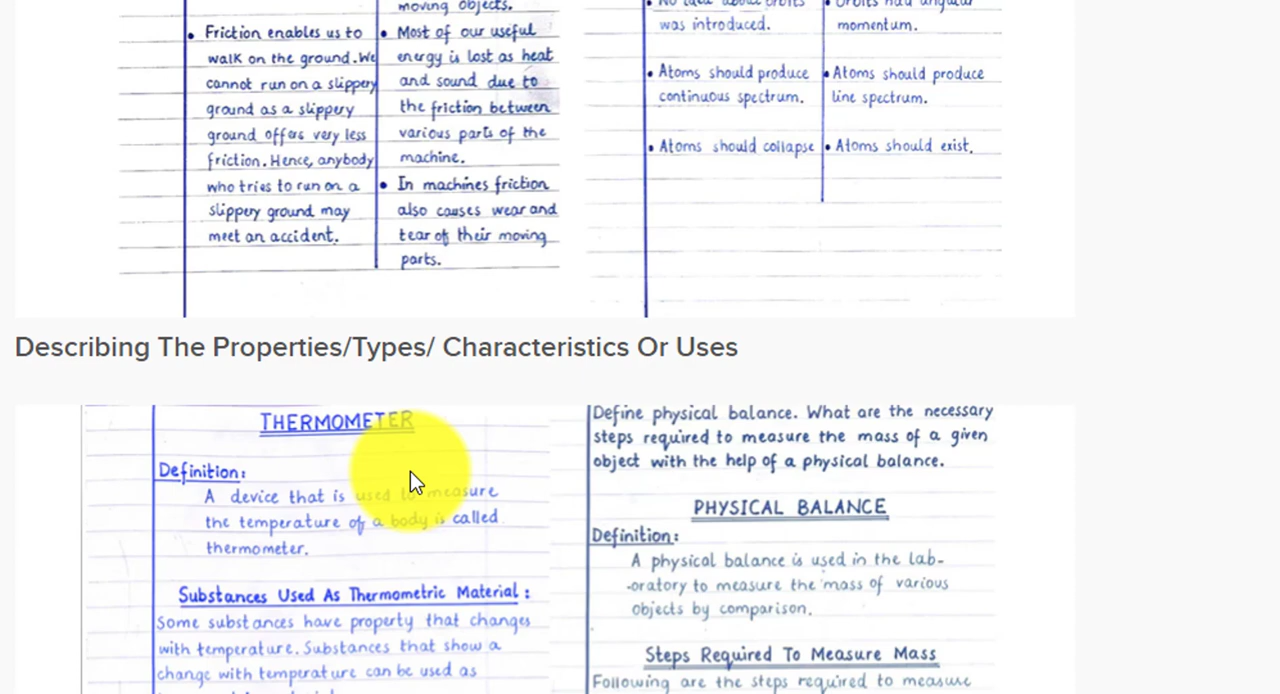 moving objects.
• Friction enables us to
walk on the ground. We
cannot run on a slippery
ground as a slippery
ground offers very less
friction. Hence, anybody
who tries to run on a
slippery ground may
meet an accident.
• Most of our useful
energy is lost as heat
and sound due to
the friction between
various parts of the
machine.
• In machines friction
also causes wear and
tear of their moving
parts.
• No idea about orbits
was introduced.
• Atoms should produce
continuous spectrum.
• Atoms should collapse
• Orbits had angular
momentum.
• Atoms should produce
line spectrum.
• Atoms should exist.
Describing The Properties/Types/ Characteristics Or Uses
THERMOMETER
Definition:
A device that is used to measure
the temperature of a body is called
thermometer.
Substances Used As Thermometric Material:
Some substances have property that changes
with temperature. Substances that show a
change with temperature can be used as
Define physical balance. What are the necessary
steps required to measure the mass of a given
object with the help of a physical balance.
PHYSICAL BALANCE
Definition:
A physical balance is used in the lab-
-oratory to measure the mass of various
objects by comparison.
Steps Required To Measure Mass
Following are the steps required to measure